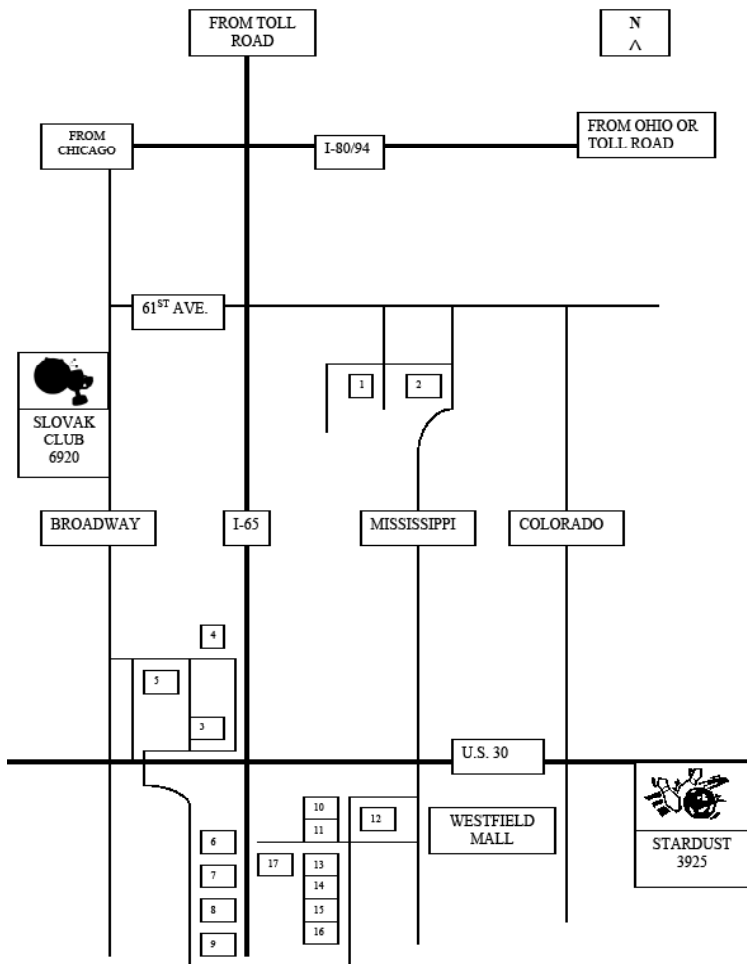 FROM TOLL
ROAD
N
^
FROM
CHICAGO
I-80/94
FROM OHIO OR
TOLL ROAD
61ST AVE.
1
2
SLOVAK
CLUB
6920
BROADWAY
I-65
MISSISSIPPI
COLORADO
4
5
3
U.S. 30
10
11
12
WESTFIELD
MALL
STARDUST
3925
6
17
13
7
14
8
15
16
9